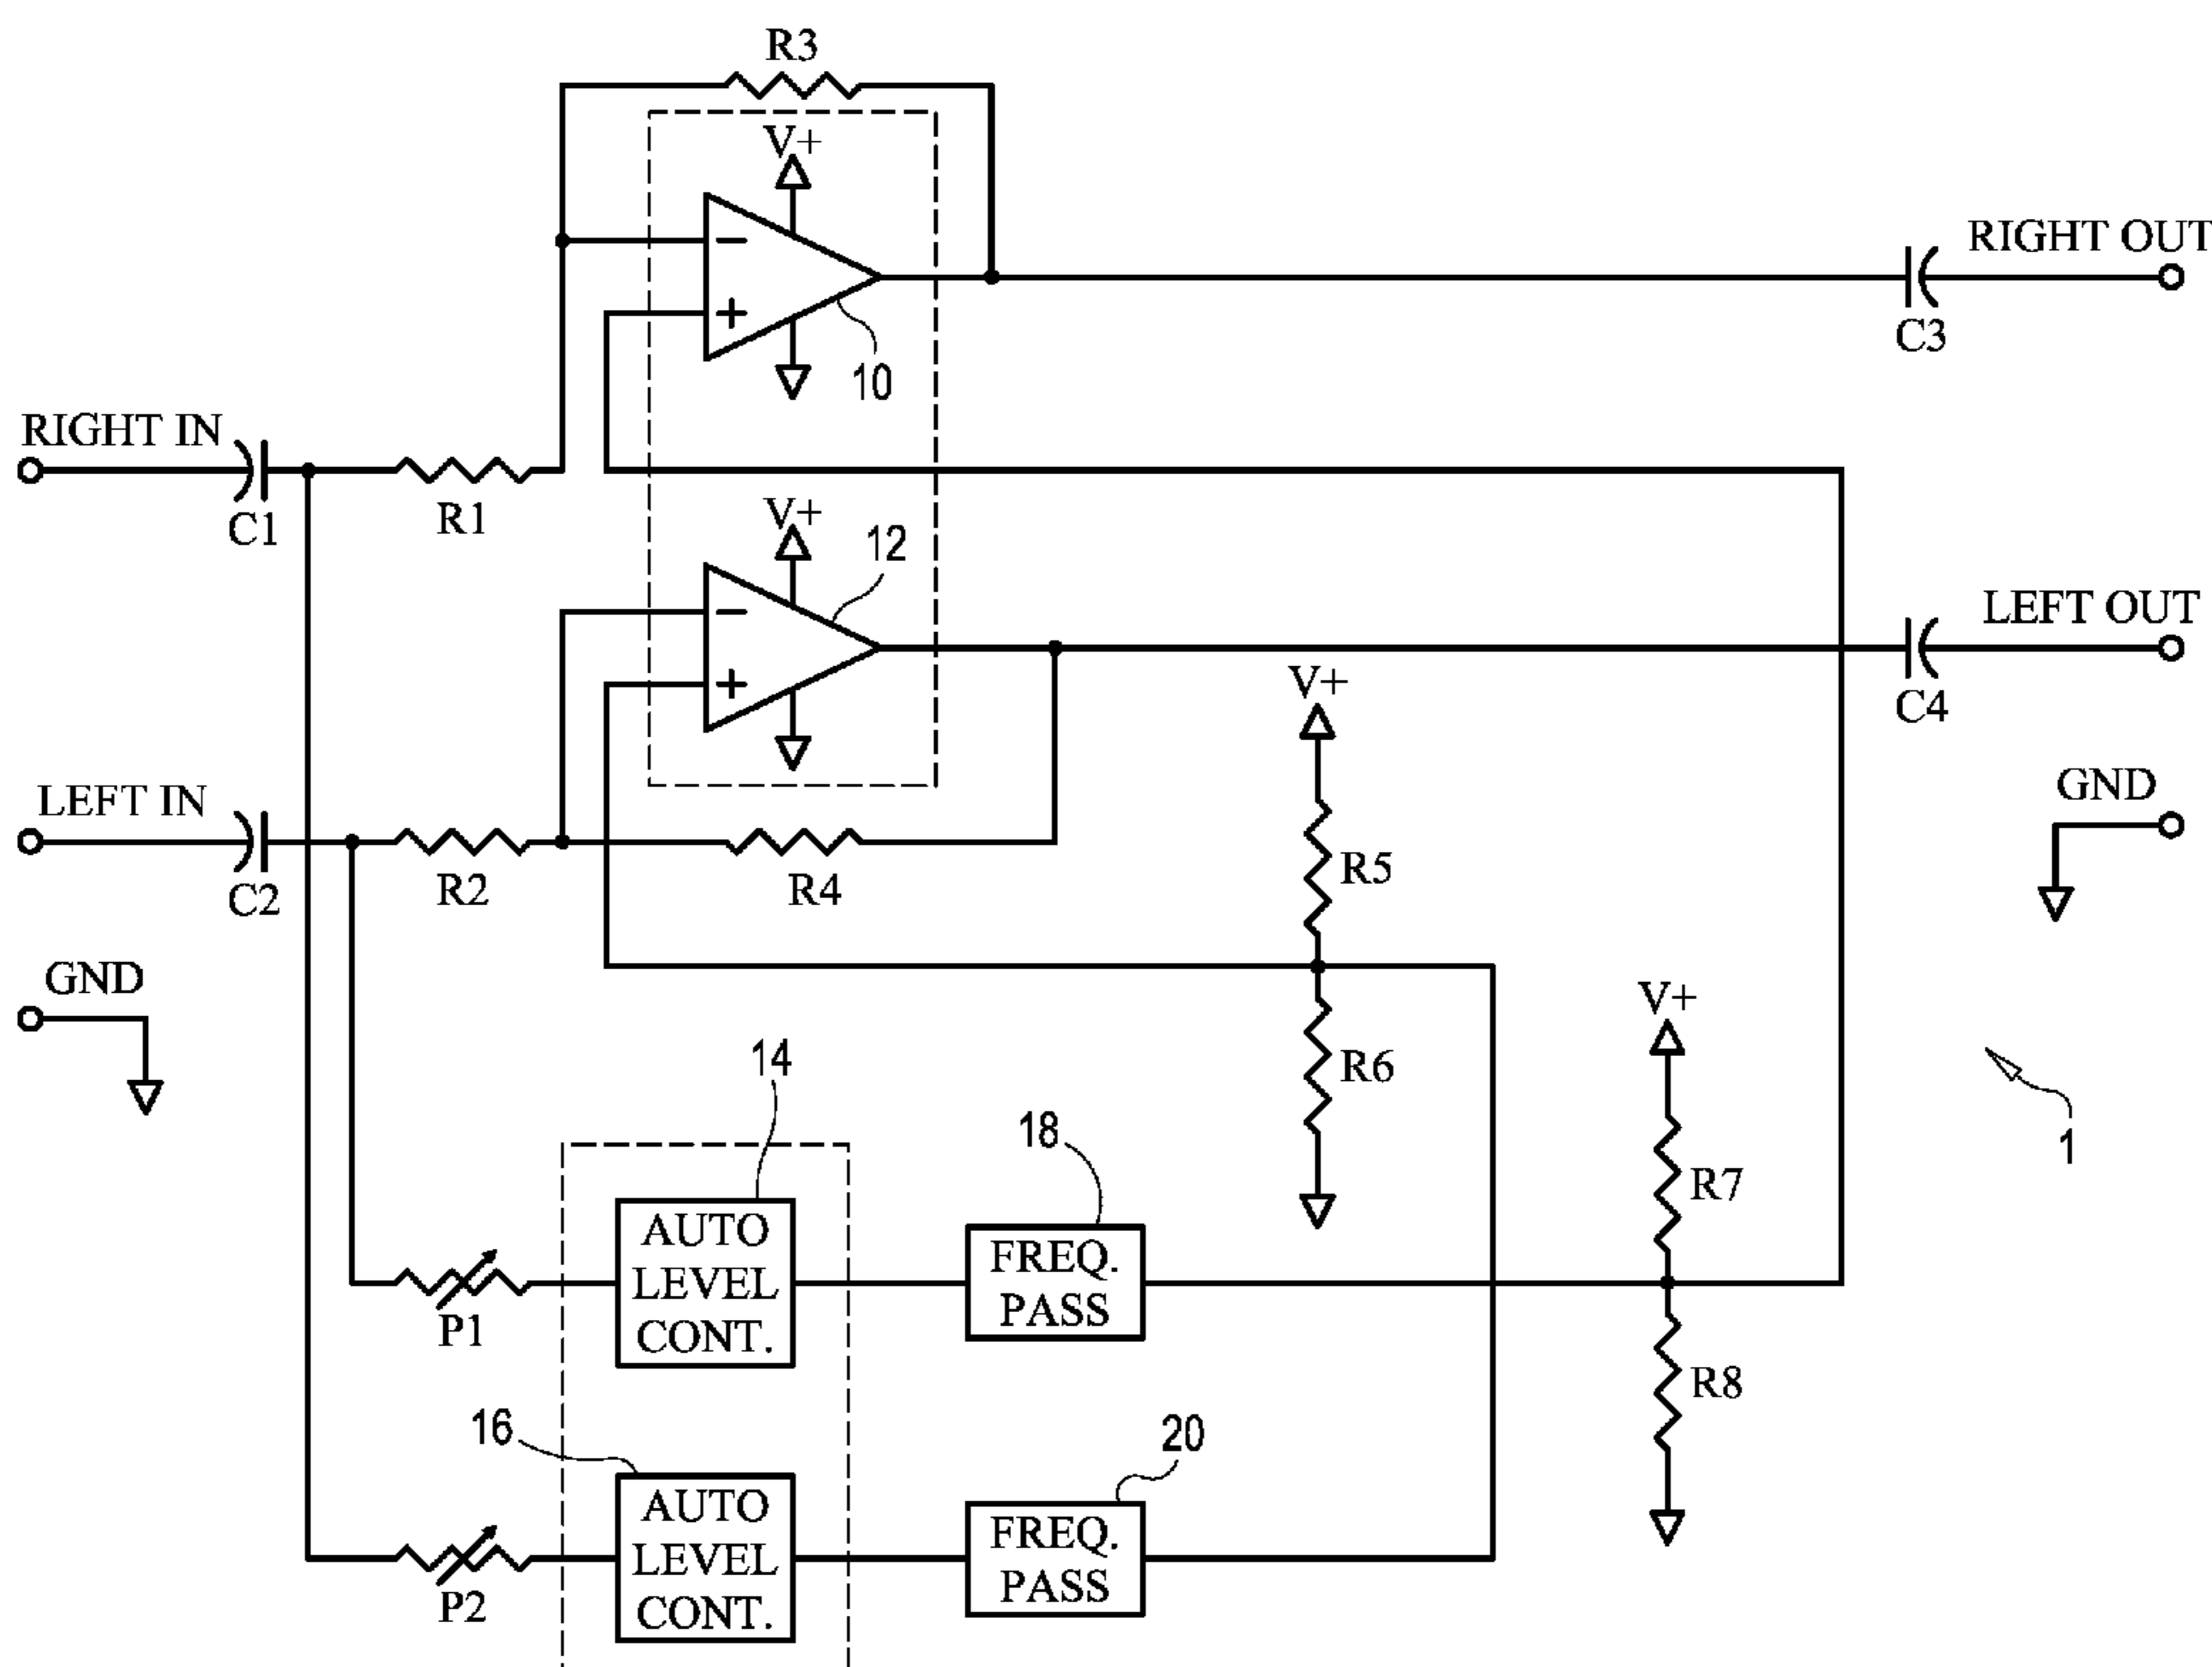 R3
V+
−
+
10
RIGHT OUT
C3
RIGHT IN
C1
R1
V+
12
−
+
LEFT OUT
C4
V+
LEFT IN
C2
R2
R4
R5
GND
GND
V+
R6
14
18
1
AUTO
LEVEL
CONT.
FREQ.
PASS
R7
P1
R8
16
20
AUTO
LEVEL
CONT.
FREQ.
PASS
P2